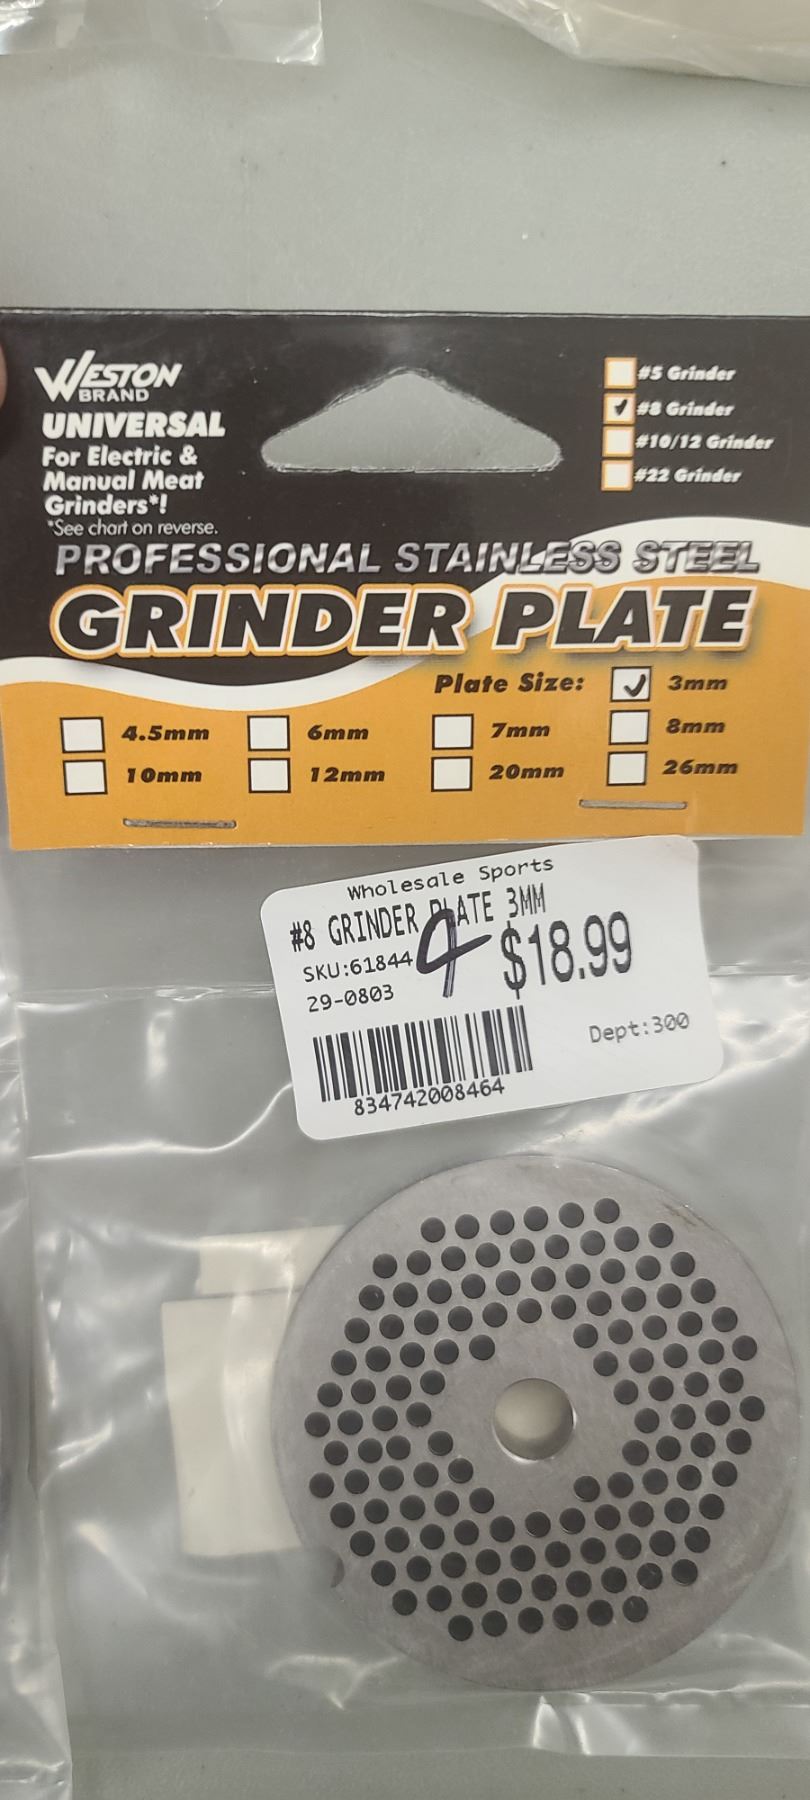 WESTON
BRAND
UNIVERSAL
For Electric &
Manual Meat
Grinders*!
*See chart on reverse.
#5 Grinder
#8 Grinder
#10/12 Grinder
#22 Grinder
PROFESSIONAL STAINLESS STEEL
GRINDER PLATE
Plate Size: 3mm
4.5mm 6mm 7mm 8mm
10mm 12mm 20mm 26mm
Wholesale Sports
#8 GRINDER PLATE 3MM
SKU:61844 $18.99
29-0803
Dept:300
834742008464